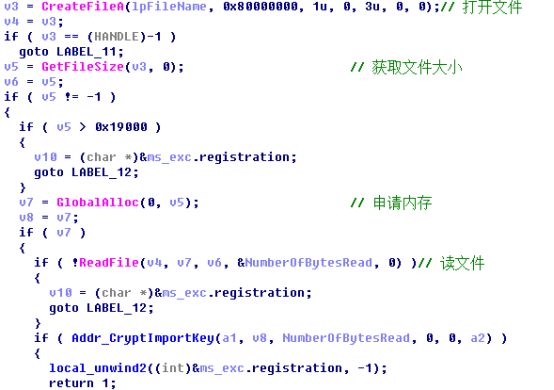 v3 = CreateFileA(lpFileName, 0x80000000, 1u, 0, 3u, 0, 0);// 打开文件
v4 = v3;
if ( v3 == (HANDLE)-1 )
goto LABEL_11;
v5 = GetFileSize(v3, 0); // 获取文件大小
v6 = v5;
if ( v5 != -1 )
{
if ( v5 > 0x19000 )
{
v10 = (char *)&ms_exc.registration;
goto LABEL_12;
}
v7 = GlobalAlloc(0, v5); // 申请内存
v8 = v7;
if ( v7 )
{
if ( !ReadFile(v4, v7, v6, &NumberOfBytesRead, 0) )// 读文件
{
v10 = (char *)&ms_exc.registration;
goto LABEL_12;
}
if ( Addr_CryptImportKey(a1, v8, NumberOfBytesRead, 0, 0, a2) )
{
local_unwind2((int)&ms_exc.registration, -1);
return 1;